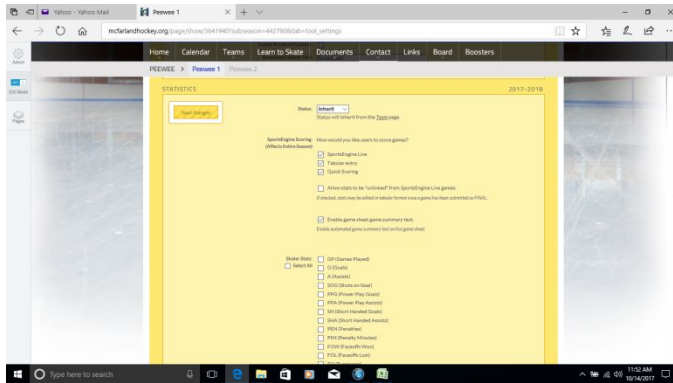 Yahoo - Yahoo Mail
Peewee 1
mcfarlandhockey.org/page/show/3641940?subseason=442760&tab=tool_settings
Admin
Home Calendar Teams Learn to Skate Documents Contact Links Board Boosters
PEEWEE > Peewee 1 Peewee 2
Edit Mode
STATISTICS 2017-2018
Pages
Save changes
Status: Inherit
Status will inherit from the Team page.
SportsEngine Scoring: How would you like users to score games?
(Affects Entire Season)
SportsEngine Live
Tabular entry
Quick Scoring
Allow stats to be "unlinked" from SportsEngine Live games.
If checked, stats may be edited in tabular format once a game has been submitted as FINAL.
Enable game sheet game summary text.
Enable automated game summary text on the game sheet
Skater Stats: GP (Games Played)
Select All G (Goals)
A (Assists)
SOG (Shots on Goal)
PPG (Power Play Goals)
PPA (Power Play Assists)
SH (Short Handed Goals)
SHA (Short Handed Assists)
PEN (Penalties)
PIM (Penalty Minutes)
FOW (Faceoffs Won)
FOL (Faceoffs Lost)
Type here to search
11:52 AM
10/14/2017